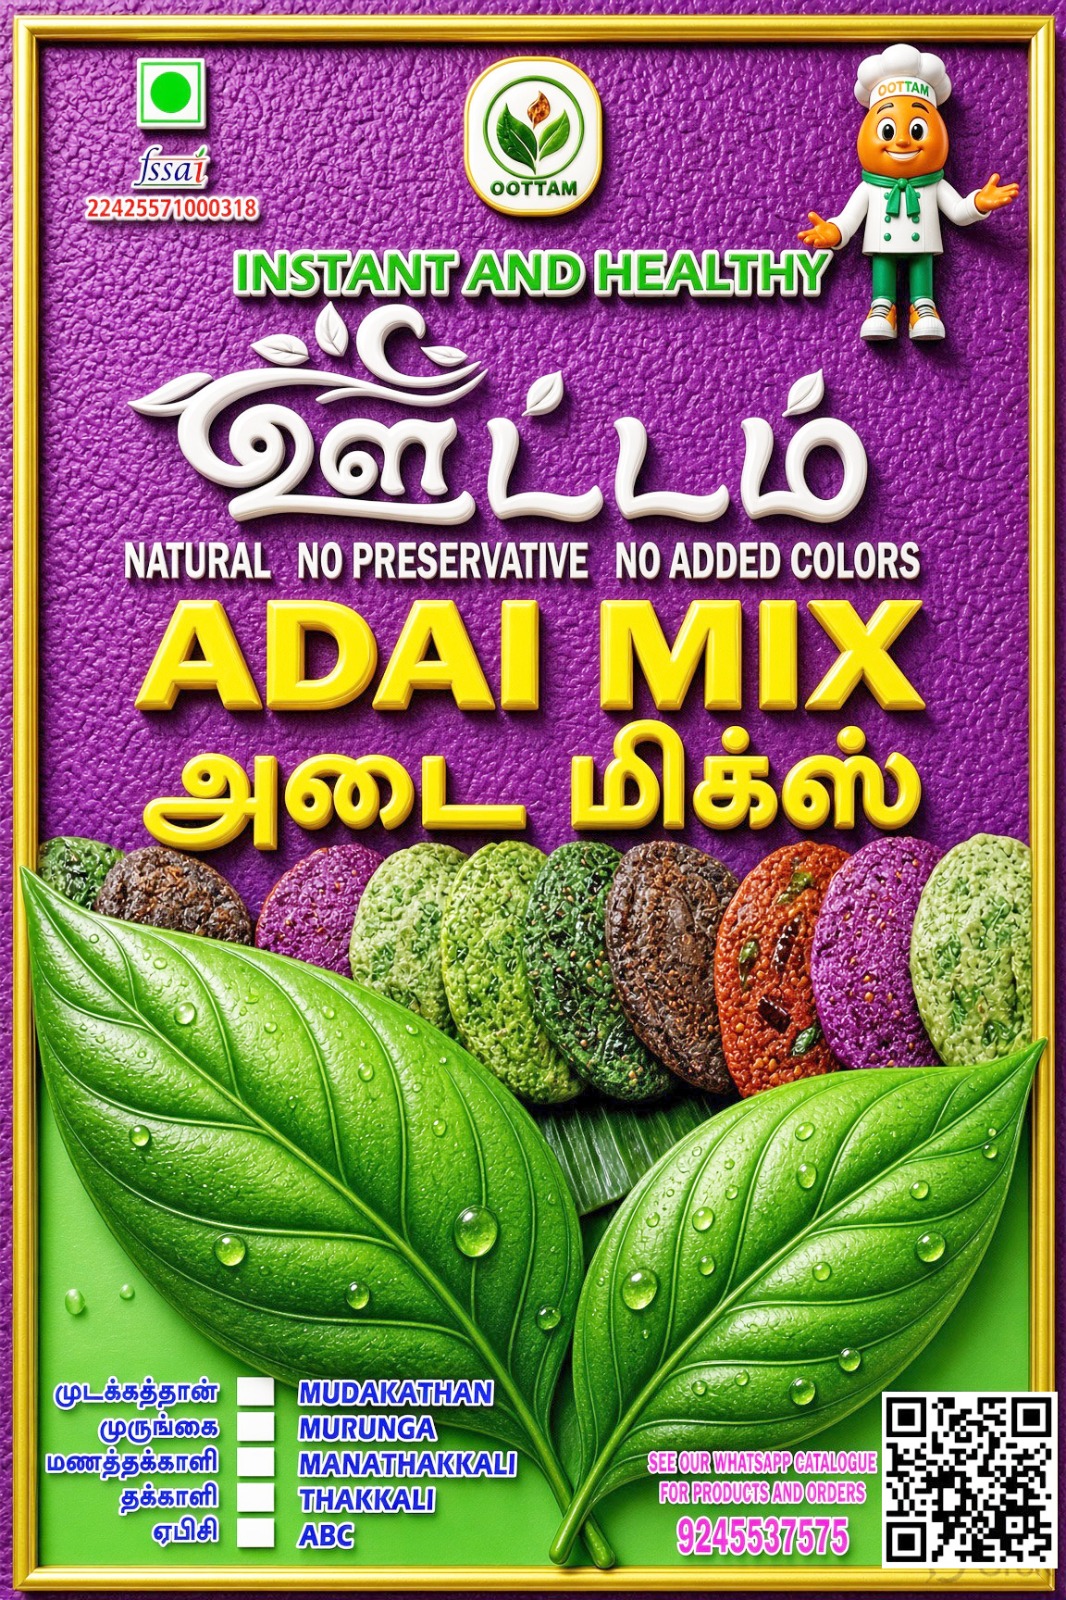 fssai
22425571000318
OOTTAM
OOTTAM
INSTANT AND HEALTHY
ஊட்டம்
NATURAL NO PRESERVATIVE NO ADDED COLORS
ADAI MIX
அடை மிக்ஸ்
முடக்கத்தான் MUDAKATHAN
முருங்கை MURUNGA
மணத்தக்காளி MANATHAKKALI
தக்காளி THAKKALI
ஏபிசி ABC
SEE OUR WHATSAPP CATALOGUE
FOR PRODUCTS AND ORDERS
9245537575